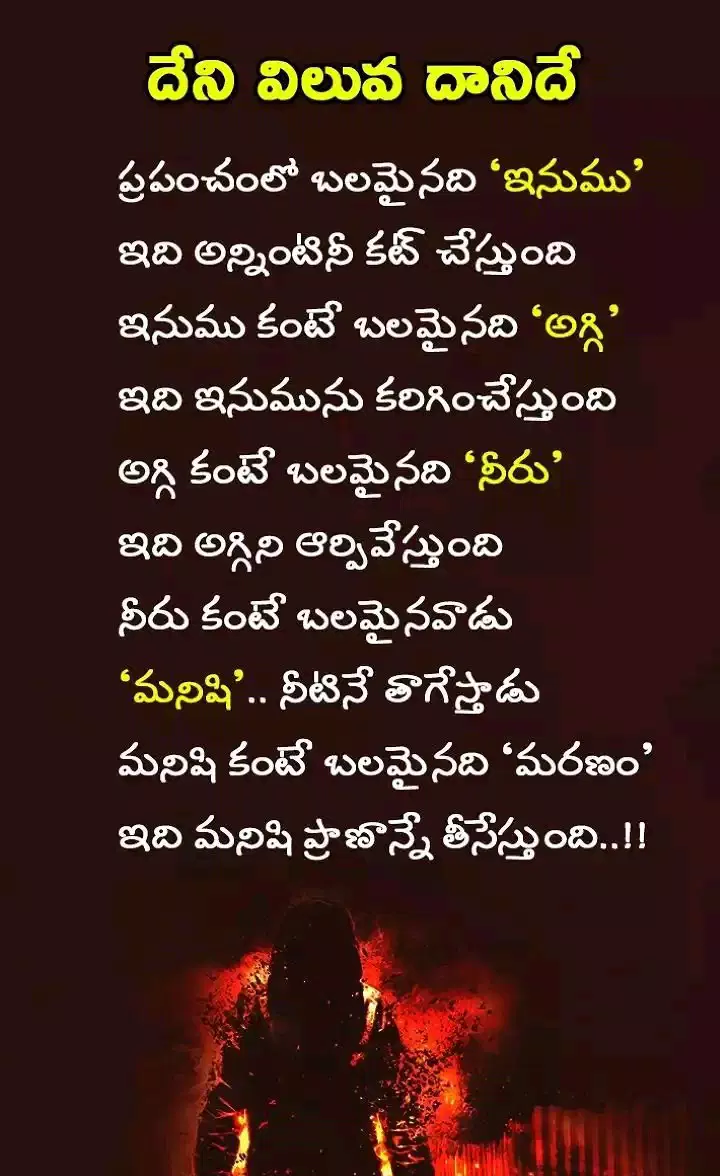 దేని విలువ దానిదే
ప్రపంచంలో బలమైనది ‘ఇనుము’
ఇది అన్నింటినీ కట్ చేస్తుంది
ఇనుము కంటే బలమైనది ‘అగ్గి’
ఇది ఇనుమును కరిగించేస్తుంది
అగ్గి కంటే బలమైనది ‘నీరు’
ఇది అగ్గిని ఆర్పివేస్తుంది
నీరు కంటే బలమైనవాడు
‘మనిషి’.. నీటినే తాగేస్తాడు
మనిషి కంటే బలమైనది ‘మరణం’
ఇది మనిషి ప్రాణాన్నే తీసేస్తుంది..!!